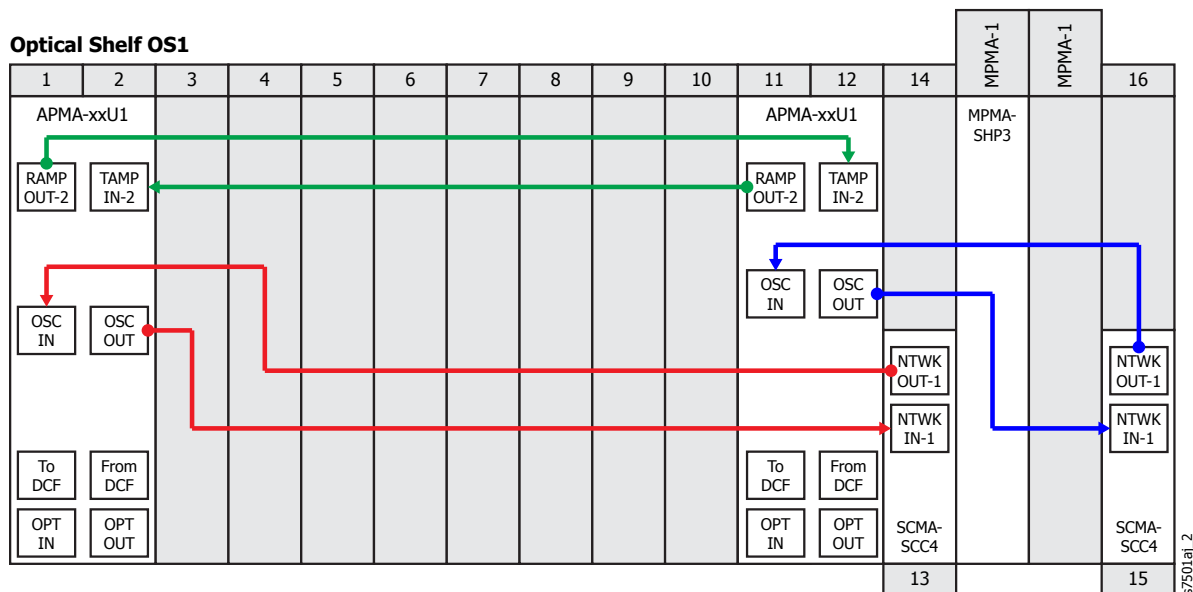 Optical Shelf OS1
MPMA-1
MPMA-1
1 2 3 4 5 6 7 8 9 10 11 12 14 16
APMA-xxU1
APMA-xxU1
MPMA-
SHP3
RAMP
OUT-2
TAMP
IN-2
RAMP
OUT-2
TAMP
IN-2
OSC
IN
OSC
OUT
OSC
IN
OSC
OUT
NTWK
OUT-1
NTWK
OUT-1
NTWK
IN-1
NTWK
IN-1
To
DCF
From
DCF
To
DCF
From
DCF
OPT
IN
OPT
OUT
OPT
IN
OPT
OUT
SCMA-
SCC4
SCMA-
SCC4
13 15